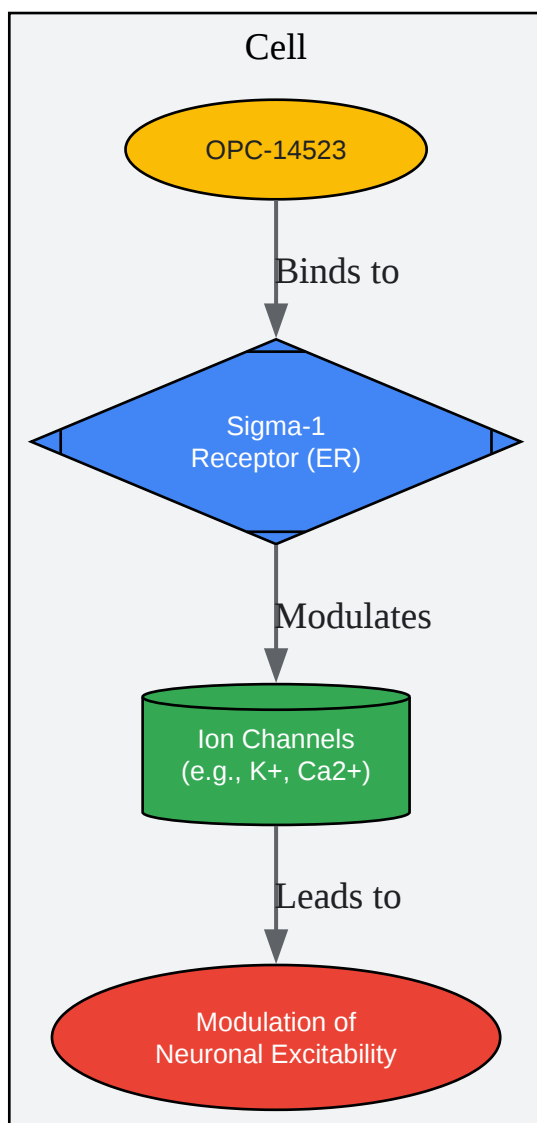 Cell
OPC-14523
Binds to
Sigma-1
Receptor (ER)
Modulates
Ion Channels
(e.g., K+, Ca2+)
Leads to
Modulation of
Neuronal Excitability